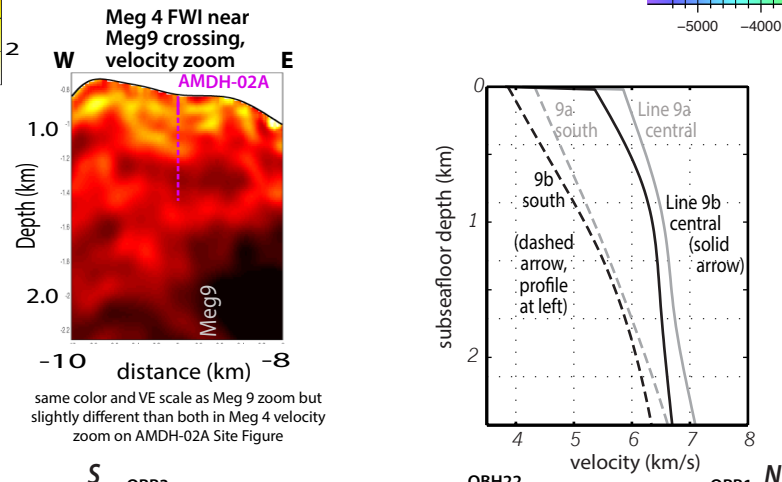 2
Meg 4 FWI near
Meg9 crossing,
velocity zoom
W
E
AMDH-02A
1.0
2.0
Depth (km)
Meg9
-10
-8
distance (km)
same color and VE scale as Meg 9 zoom but
slightly different than both in Meg 4 velocity
zoom on AMDH-02A Site Figure
S
−5000
−4000
0
1
2
subseafloor depth (km)
9a
south
Line 9a
central
9b
south
(dashed
arrow,
profile
at left)
Line 9b
central
(solid
arrow)
4
5
6
7
8
velocity (km/s)
N